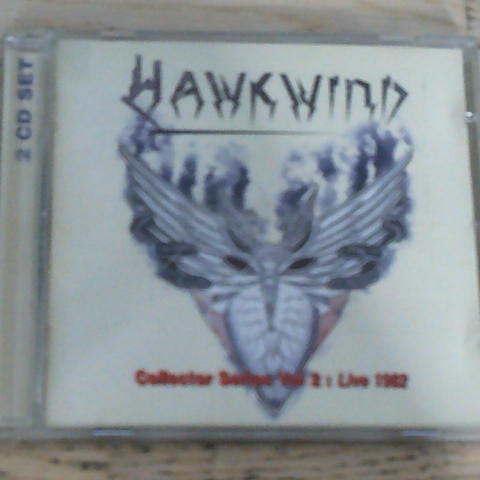 2 CD SET
HAWKWIND
Collector Series Vol 2 : Live 1982